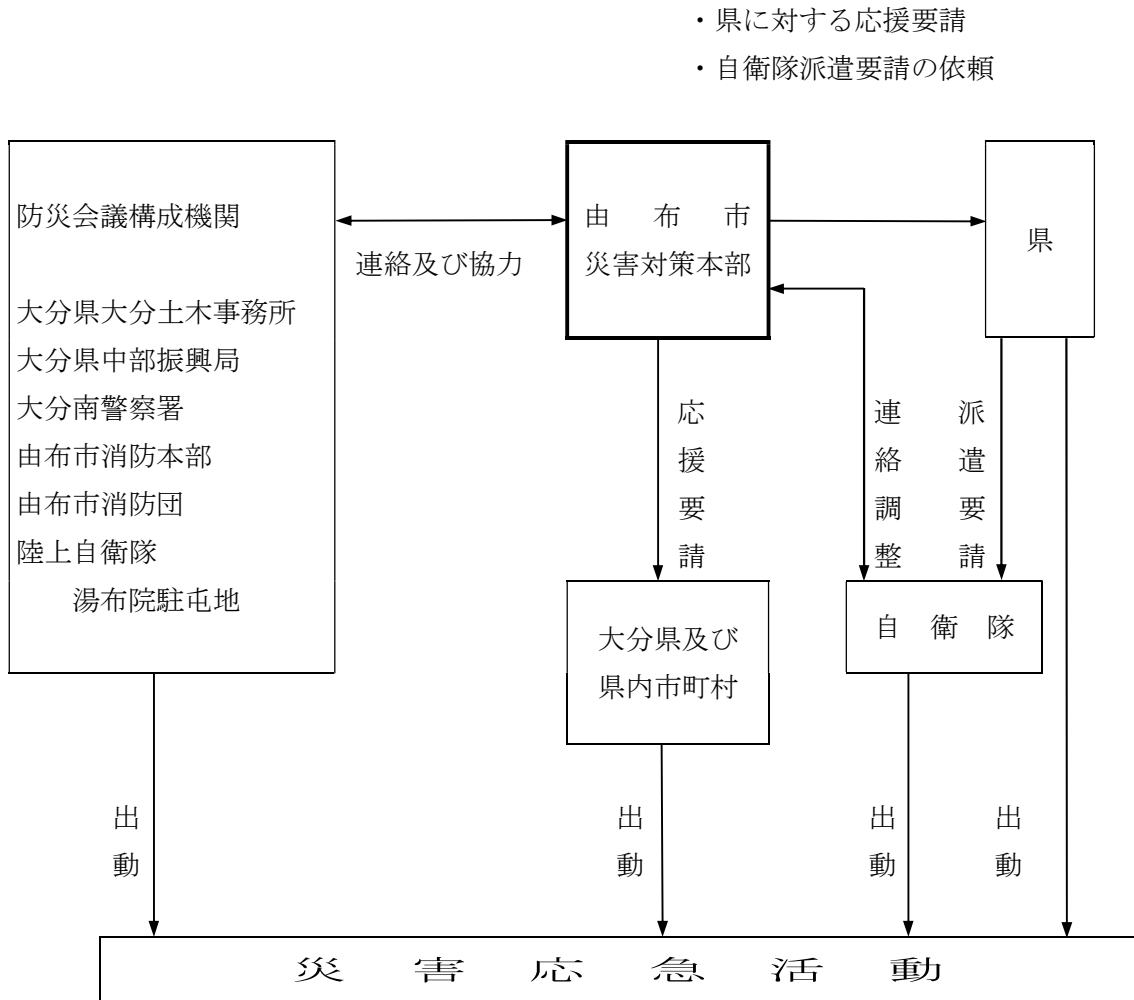 ・県に対する応援要請
・自衛隊派遣要請の依頼
防災会議構成機関
大分県大分土木事務所
大分県中部振興局
大分南警察署
由布市消防本部
由布市消防団
陸上自衛隊
湯布院駐屯地
連絡及び協力
由布市
災害対策本部
県
応援要請
連絡調整
派遣要請
大分県及び
県内市町村
自衛隊
出動
出動
出動
出動
災害応急活動